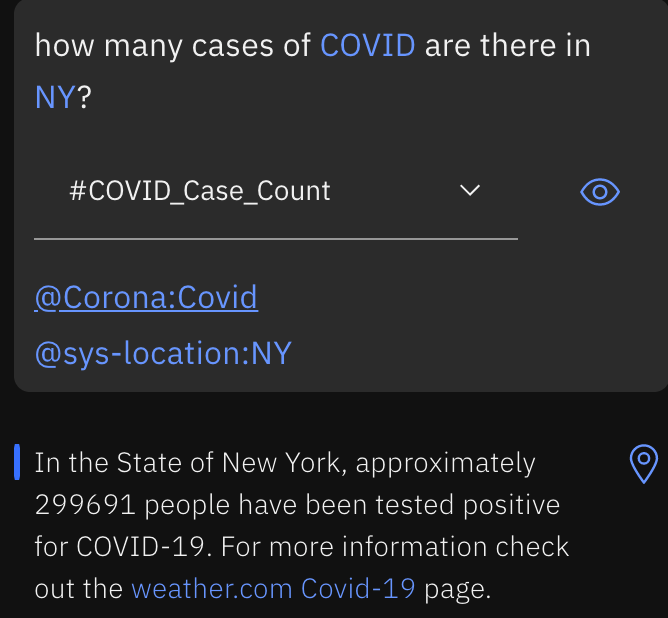 how many cases of COVID are there in
NY?
#COVID_Case_Count
@Corona:Covid
@sys-location:NY
In the State of New York, approximately
299691 people have been tested positive
for COVID-19. For more information check
out the weather.com Covid-19 page.